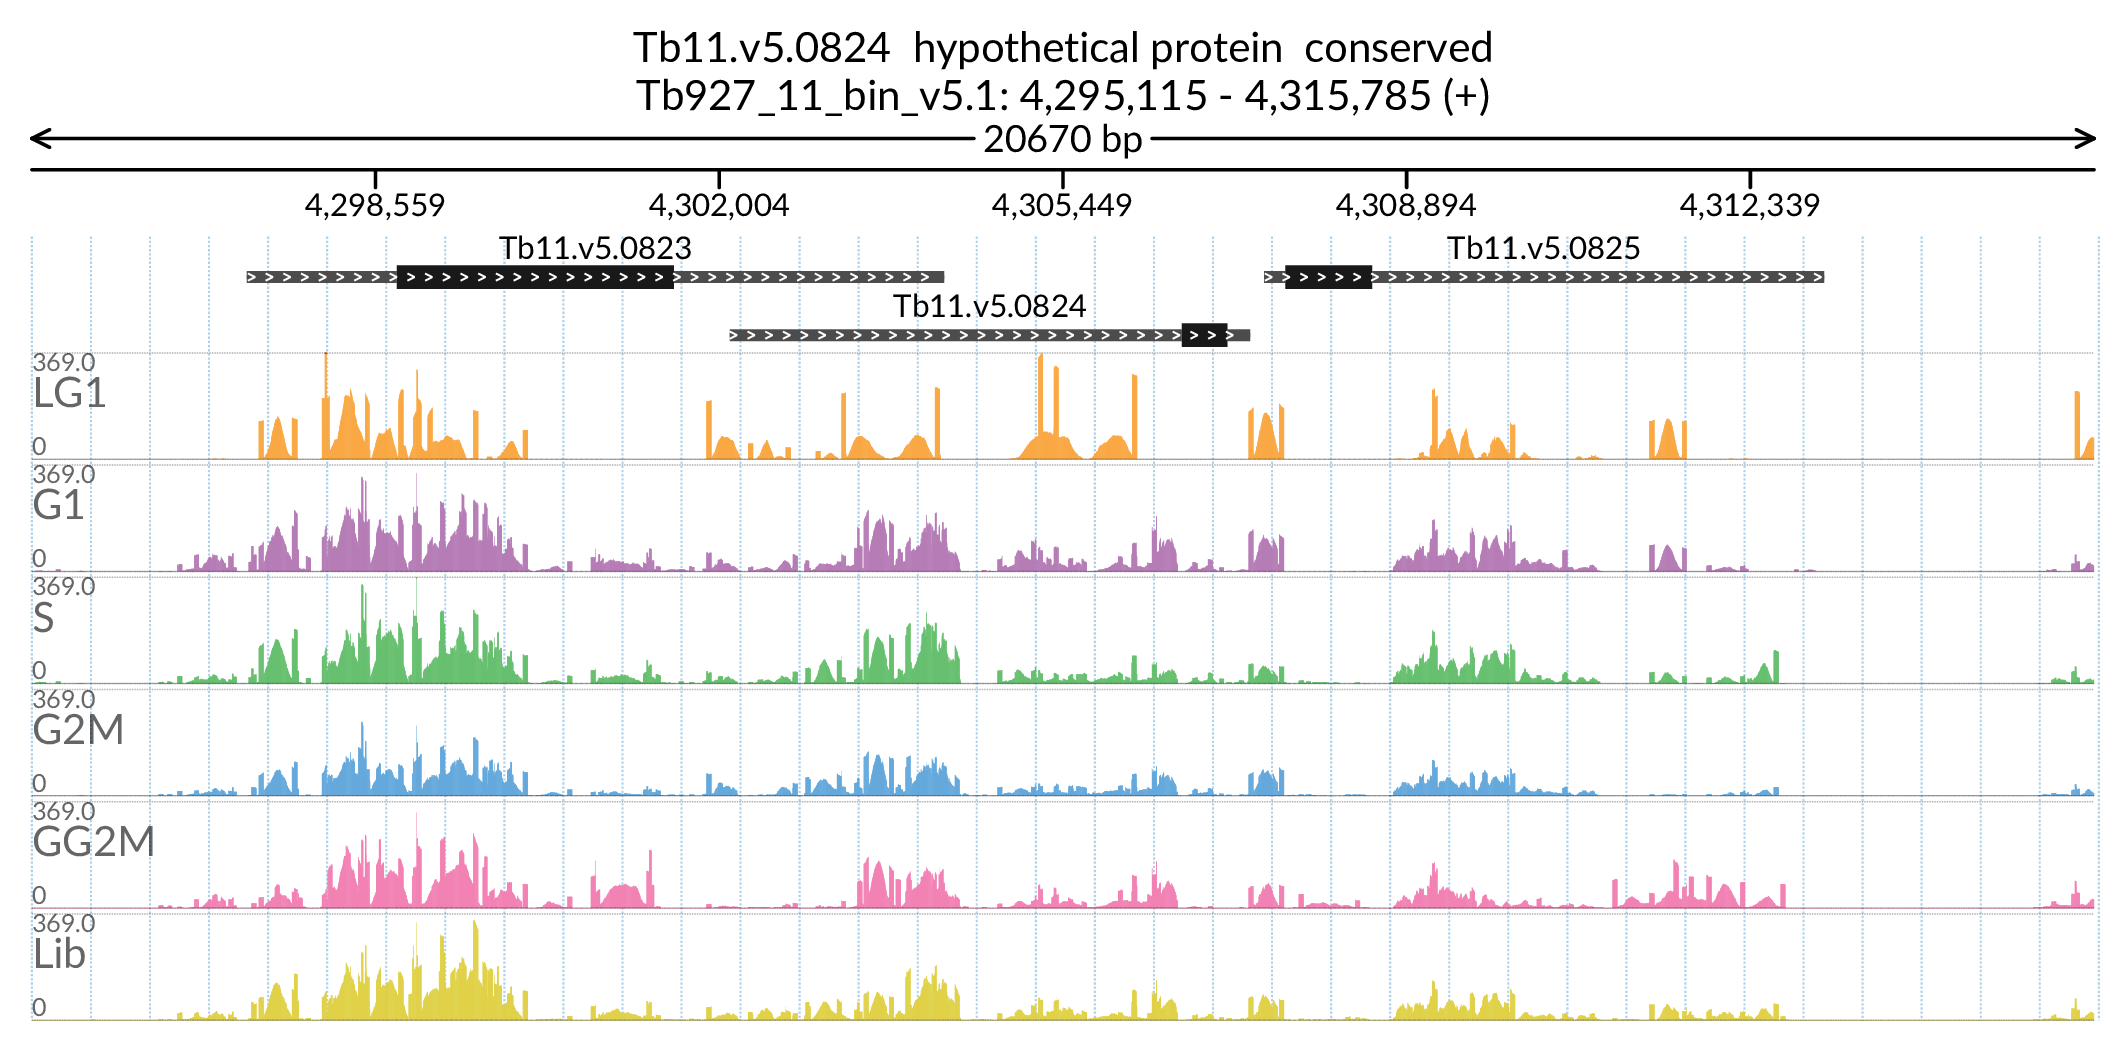 Tb11.v5.0824  hypothetical protein  conserved
Tb927_11_bin_v5.1: 4,295,115 - 4,315,785 (+)
20670 bp
4,298,559 4,302,004 4,305,449 4,308,894 4,312,339
Tb11.v5.0823 Tb11.v5.0825
Tb11.v5.0824
369.0
LG1
0
369.0
G1
0
369.0
S
0
369.0
G2M
0
369.0
GG2M
0
369.0
Lib
0